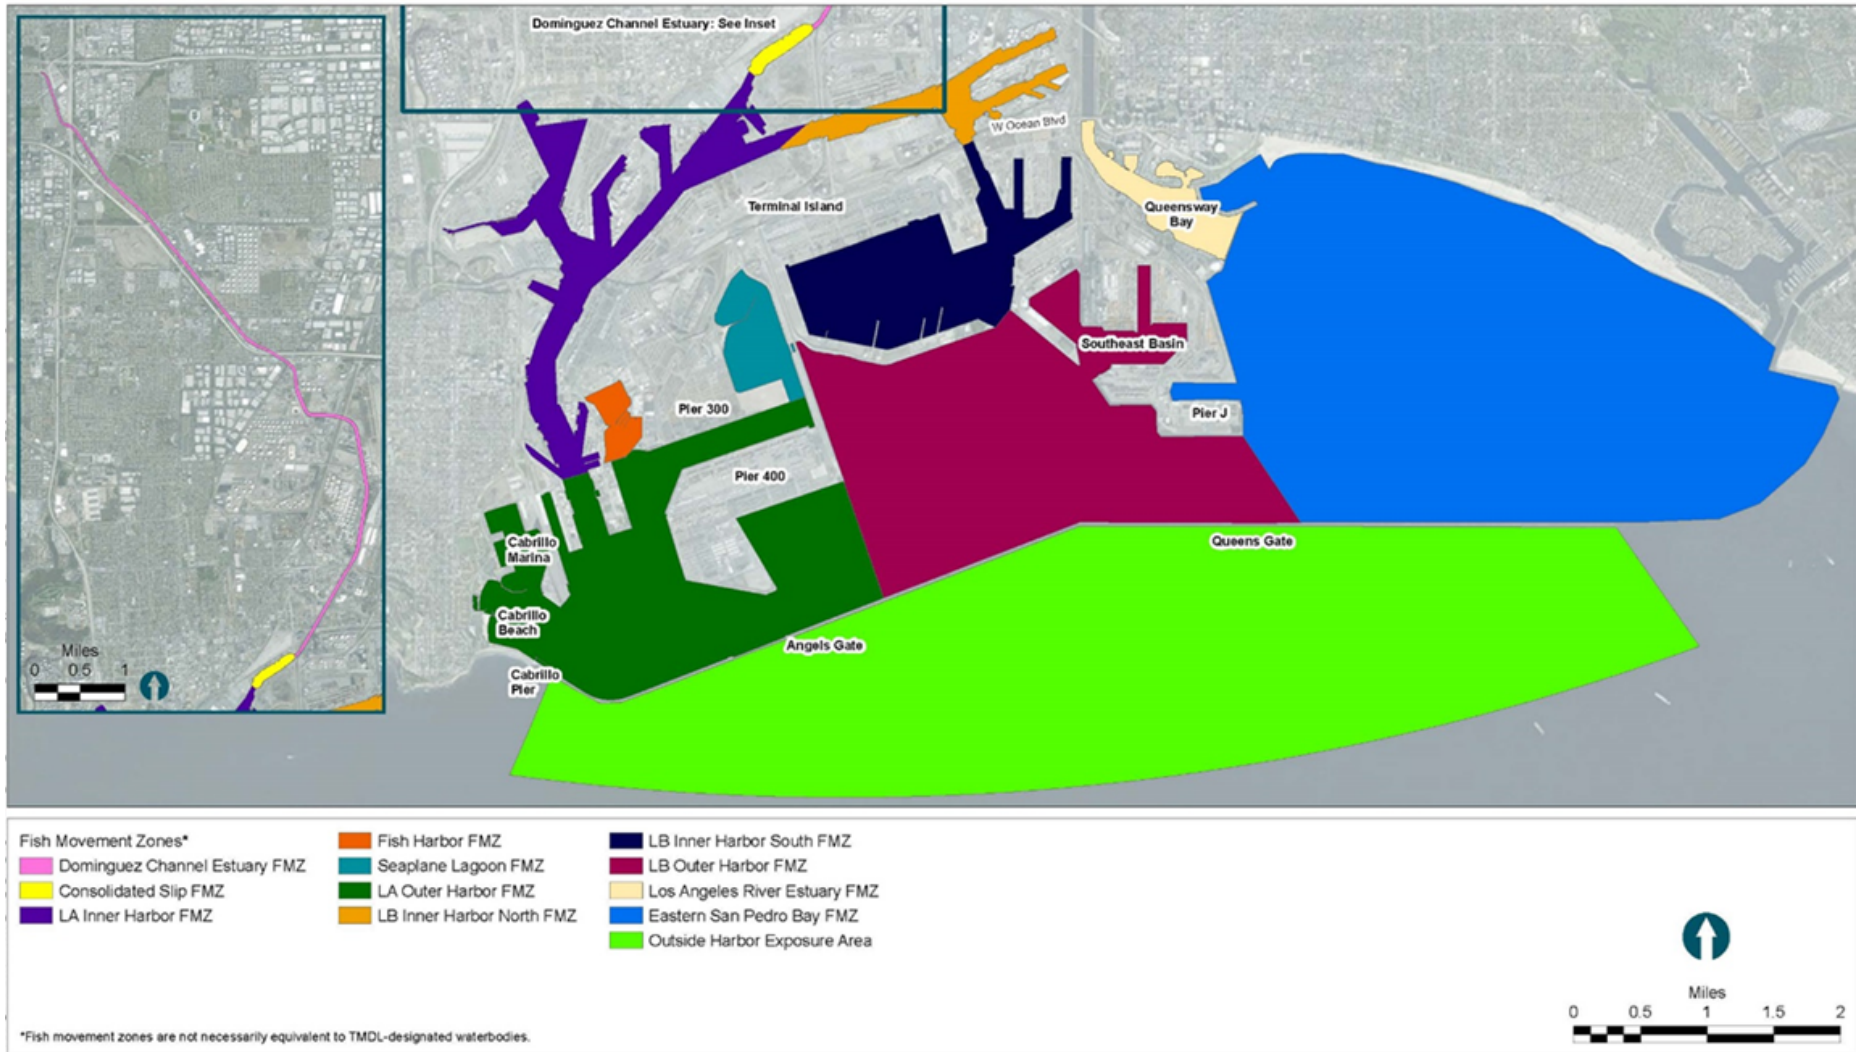 Dominguez Channel Estuary: See Inset
W Ocean Blvd
Terminal Island
Queensway
Bay
Southeast Basin
Pier 300
Pier J
Pier 400
Cabrillo
Marina
Queens Gate
Cabrillo
Beach
Angels Gate
Cabrillo
Pier
Miles
0 0.5 1
Fish Movement Zones*
Dominguez Channel Estuary FMZ
Consolidated Slip FMZ
LA Inner Harbor FMZ
Fish Harbor FMZ
Seaplane Lagoon FMZ
LA Outer Harbor FMZ
LB Inner Harbor North FMZ
LB Inner Harbor South FMZ
LB Outer Harbor FMZ
Los Angeles River Estuary FMZ
Eastern San Pedro Bay FMZ
Outside Harbor Exposure Area
Miles
0 0.5 1 1.5 2
*Fish movement zones are not necessarily equivalent to TMDL-designated waterbodies.